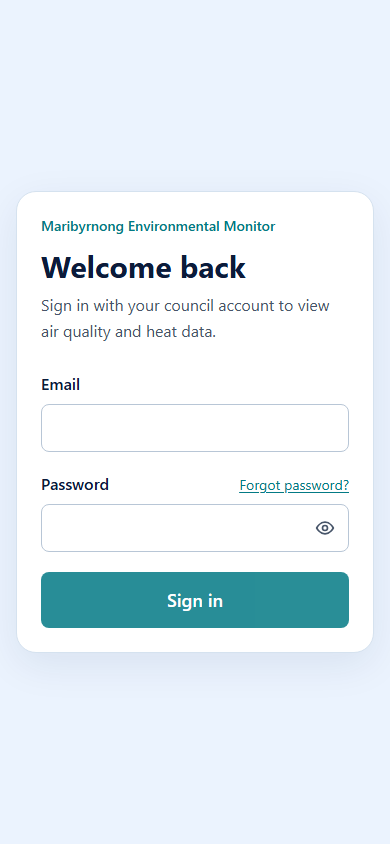 Maribyrnong Environmental Monitor
Welcome back
Sign in with your council account to view
air quality and heat data.
Email
Password
Forgot password?
Sign in